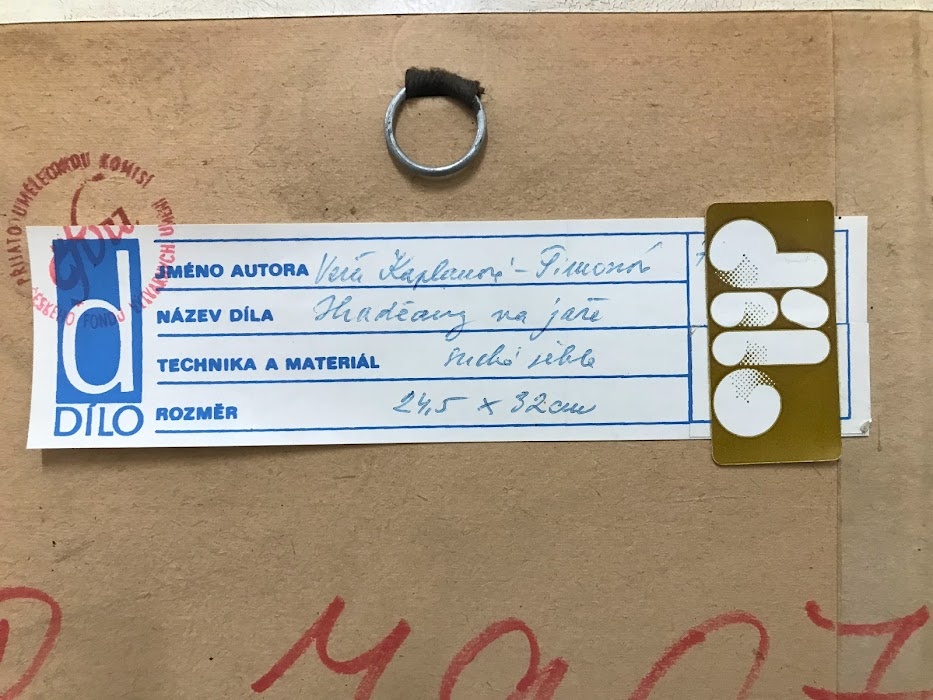 PŘIJATO UMĚLECKOU KOMISÍ
ČESKÉHO FONDU VÝTVARNÝCH UMĚNÍ
d
DÍLO
JMÉNO AUTORA Věra Kaplanová - Timonová
NÁZEV DÍLA Hradčany na jaře
TECHNIKA A MATERIÁL suchá jehla
ROZMĚR 24,5 x 32 cm